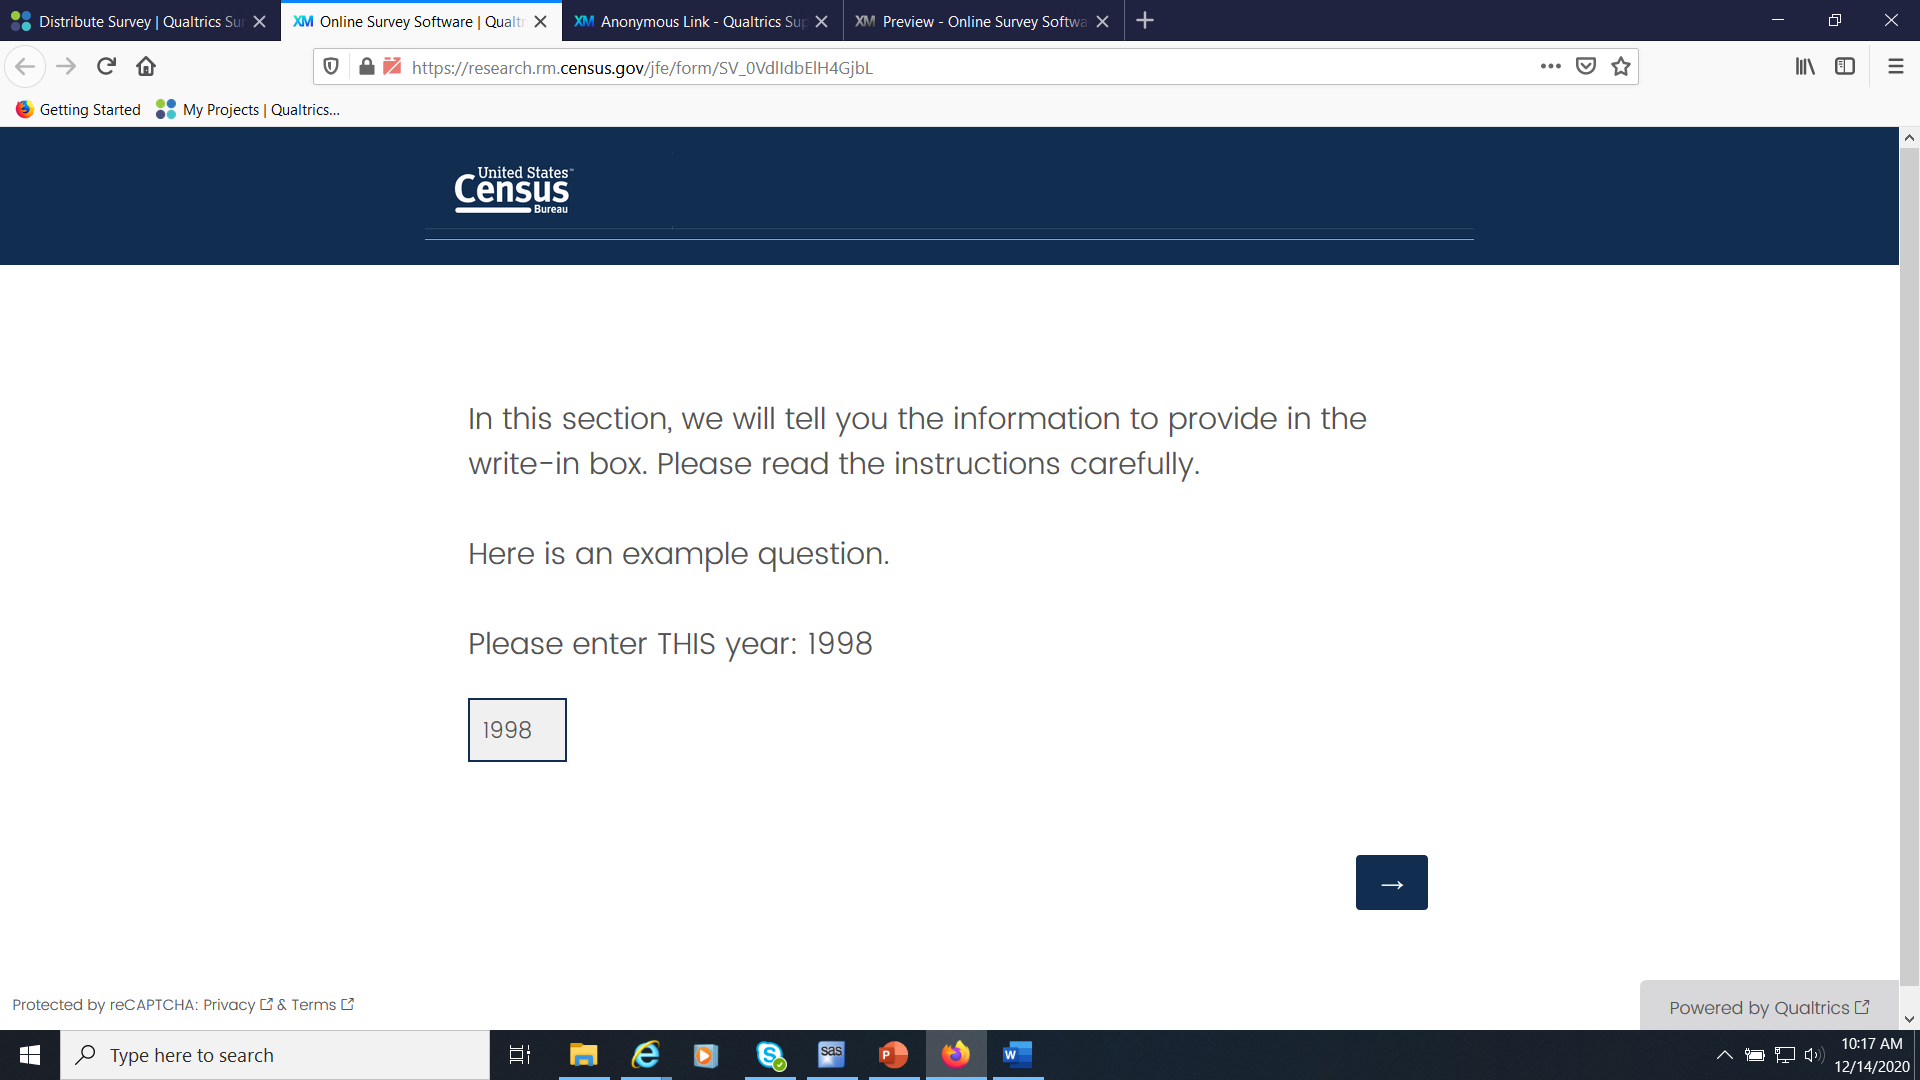 Distribute Survey | Qualtrics Sur
Online Survey Software | Qualtr
Anonymous Link - Qualtrics Sup
Preview - Online Survey Softwa
https://research.rm.census.gov/jfe/form/
Getting Started
My Projects | Qualtrics...
United States
Census
Bureau
In this section, we will tell you the information to provide in the
write-in box. Please read the instructions carefully.
Here is an example question.
Please enter THIS year: 1998
1998
→
Protected by reCAPTCHA: Privacy & Terms
Powered by Qualtrics
Type here to search
sas
10:17 AM
12/14/2020